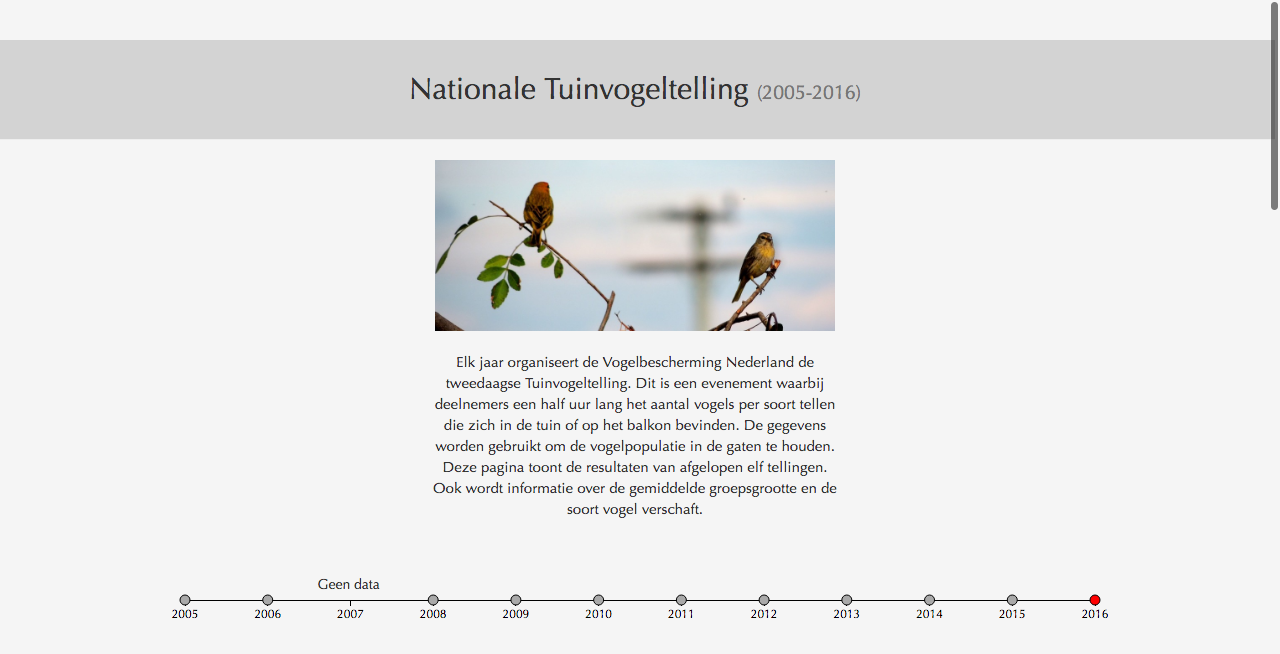 Nationale Tuinvogeltelling (2005-2016)
Elk jaar organiseert de Vogelbescherming Nederland de
tweedaagse Tuinvogeltelling. Dit is een evenement waarbij
deelnemers een half uur lang het aantal vogels per soort tellen
die zich in de tuin of op het balkon bevinden. De gegevens
worden gebruikt om de vogelpopulatie in de gaten te houden.
Deze pagina toont de resultaten van afgelopen elf tellingen.
Ook wordt informatie over de gemiddelde groepsgrootte en de
soort vogel verschaft.
Geen data
2005 2006 2007 2008 2009 2010 2011 2012 2013 2014 2015 2016